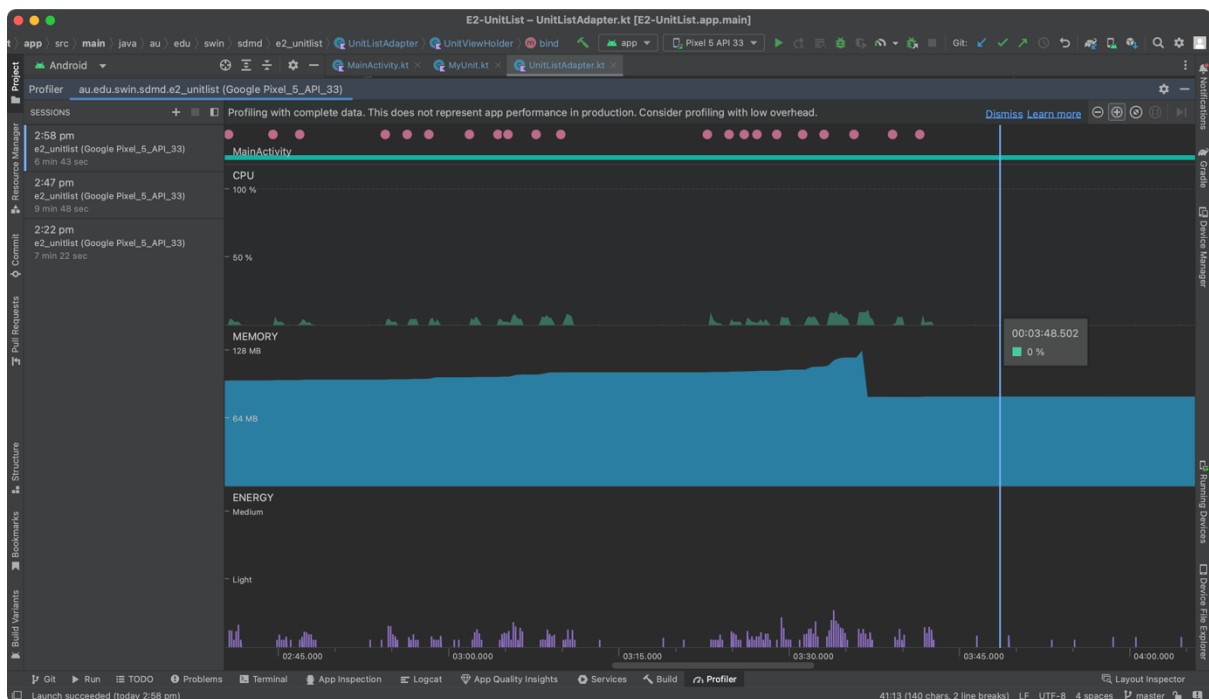 E2-UnitList – UnitListAdapter.kt [E2-UnitList.app.main]
t 〉 app 〉 src 〉 main 〉 java 〉 au 〉 edu 〉 swin 〉 sdmd 〉 e2_unitlist 〉 UnitListAdapter 〉 UnitViewHolder 〉 bind app Pixel 5 API 33 Git:
Project
Android
MainActivity.kt × MyUnit.kt × UnitListAdapter.kt ×
Profiler au.edu.swin.sdmd.e2_unitlist (Google Pixel_5_API_33)
SESSIONS
Profiling with complete data. This does not represent app performance in production. Consider profiling with low overhead.
Dismiss Learn more
2:58 pm
e2_unitlist (Google Pixel_5_API_33)
6 min 43 sec
2:47 pm
e2_unitlist (Google Pixel_5_API_33)
9 min 48 sec
2:22 pm
e2_unitlist (Google Pixel_5_API_33)
7 min 22 sec
MainActivity
CPU
100 %
50 %
MEMORY
128 MB
64 MB
00:03:48.502
0 %
ENERGY
Medium
Light
02:45.000 03:00.000 03:15.000 03:30.000 03:45.000 04:00.000
Resource Manager
Commit
Pull Requests
Structure
Bookmarks
Build Variants
Notifications
Gradle
Device Manager
Running Devices
Device File Explorer
Git Run TODO Problems Terminal App Inspection Logcat App Quality Insights Services Build Profiler Layout Inspector
Launch succeeded (today 2:58 pm) 41:13 (140 chars, 2 line breaks) LF UTF-8 4 spaces master